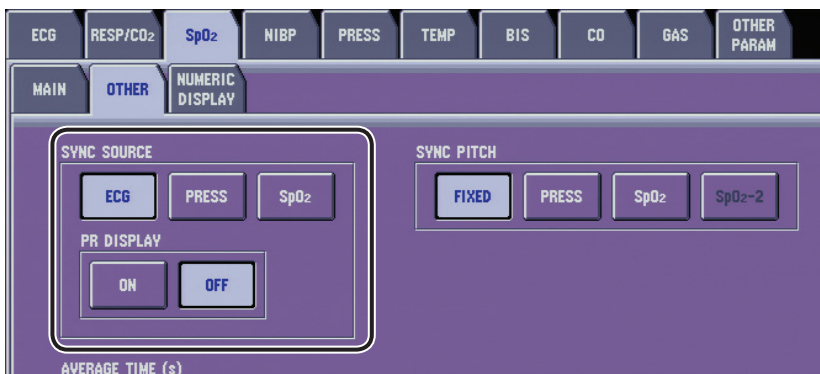 ECG RESP/CO₂ SpO₂ NIBP PRESS TEMP BIS CO GAS OTHER PARAM
MAIN OTHER NUMERIC DISPLAY
SYNC SOURCE
ECG PRESS SpO₂
PR DISPLAY
ON OFF
SYNC PITCH
FIXED PRESS SpO₂ SpO₂-2
AVERAGE TIME (s)